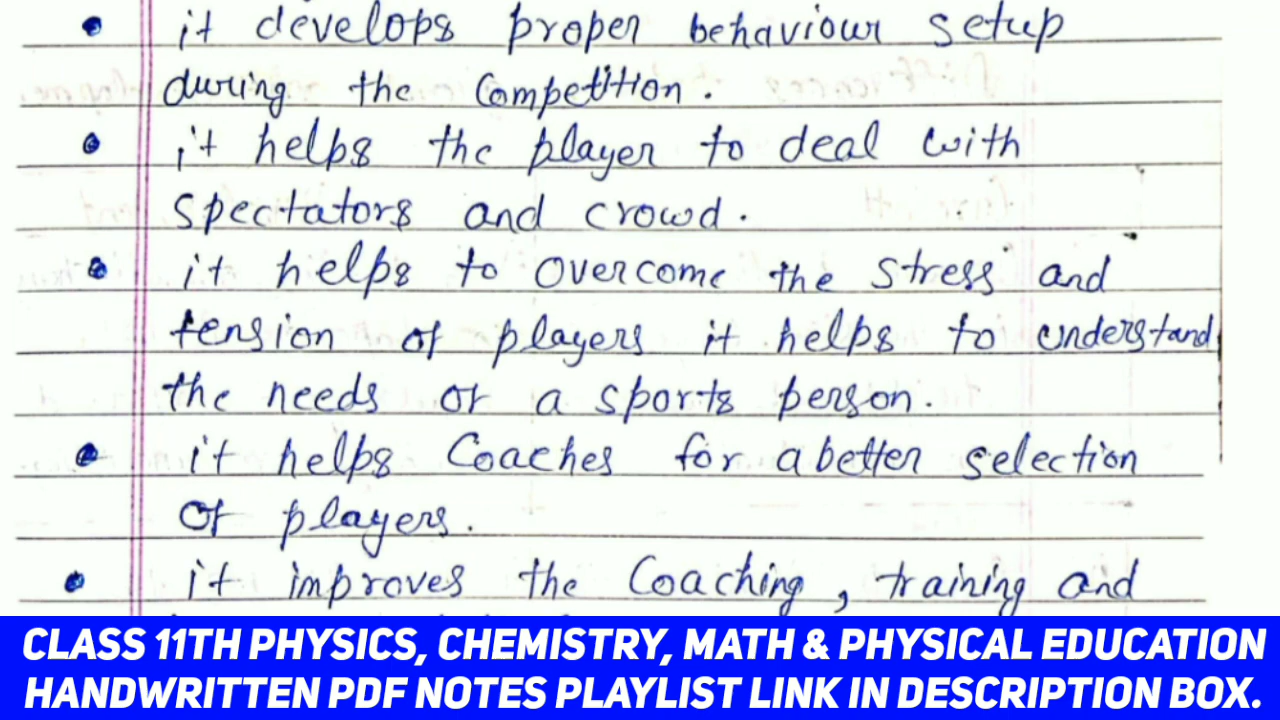 • it develops proper behaviour setup
during the Competition.
• it helps the player to deal with
spectators and crowd.
• it helps to overcome the stress and
tension of players it helps to understand
the needs of a sports person.
• it helps Coaches for a better selection
of players.
• it improves the Coaching, training and
CLASS 11TH PHYSICS, CHEMISTRY, MATH & PHYSICAL EDUCATION
HANDWRITTEN PDF NOTES PLAYLIST LINK IN DESCRIPTION BOX.